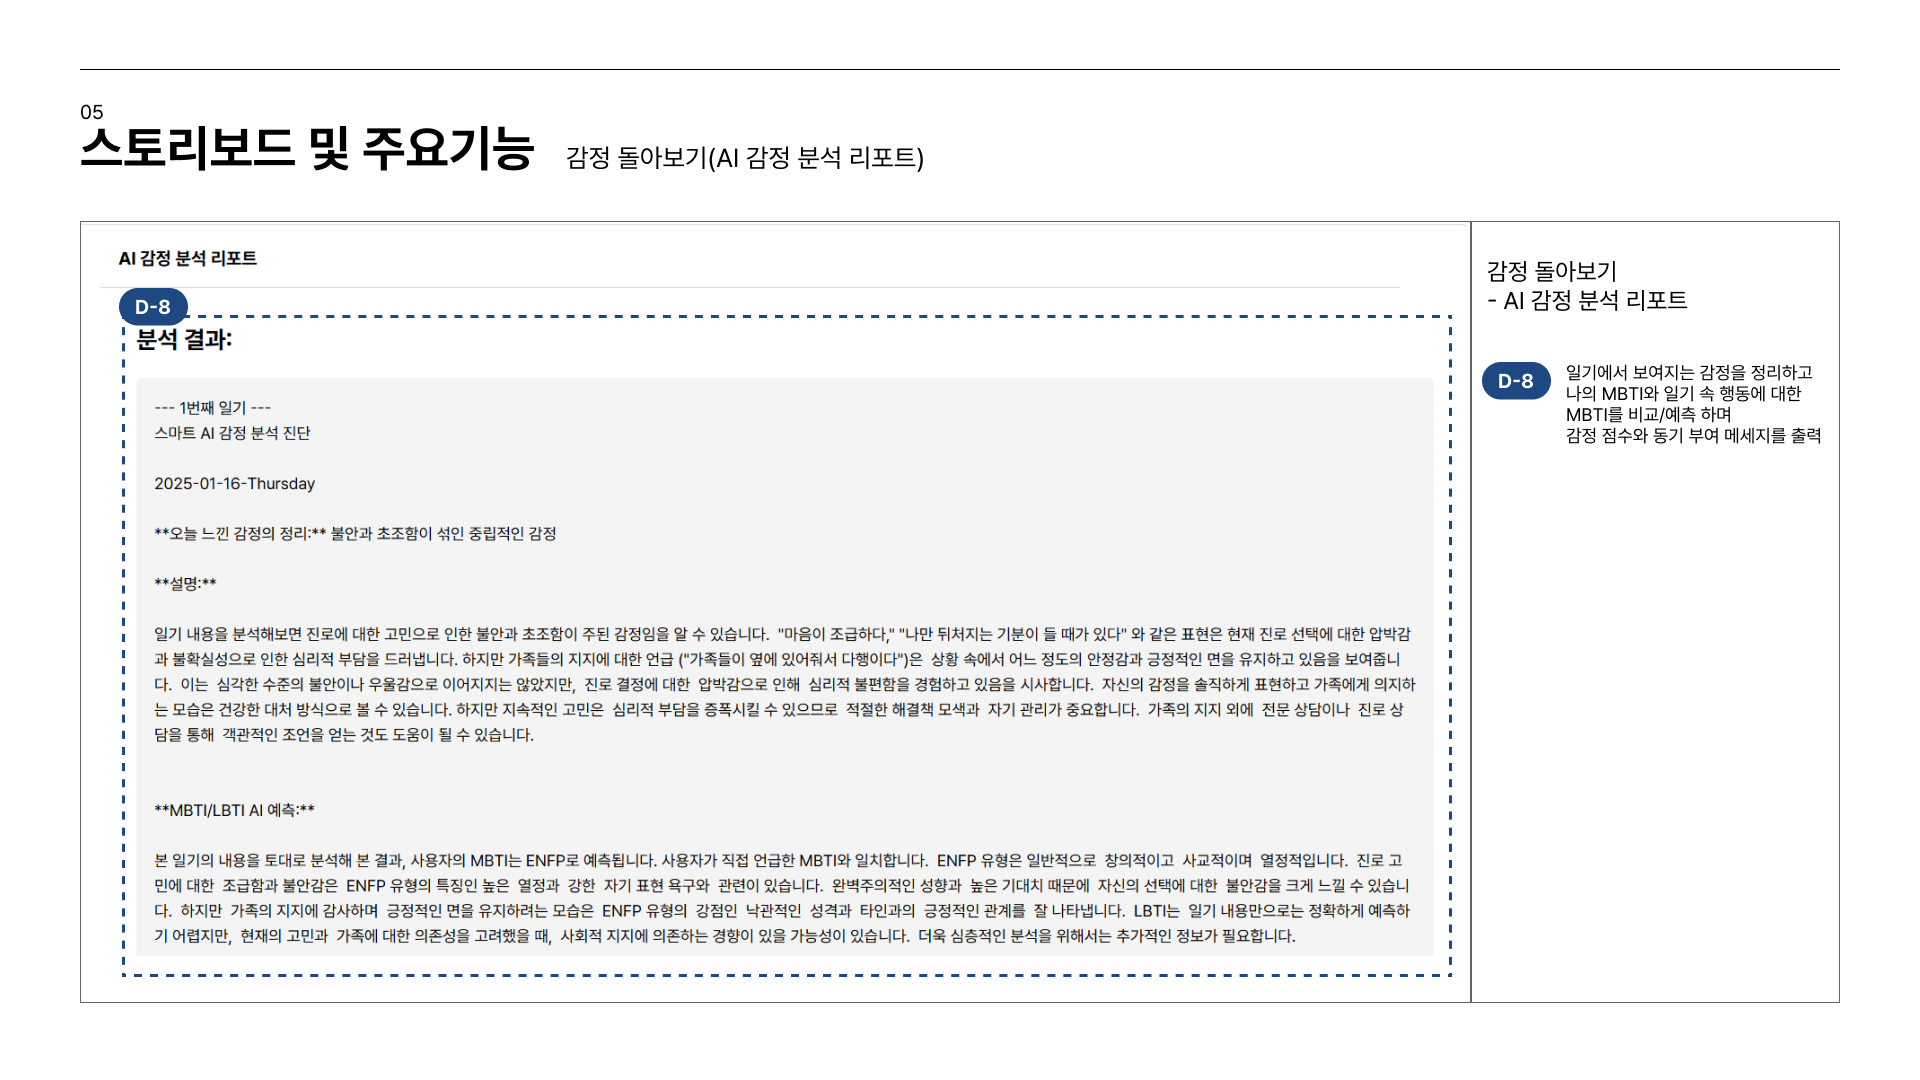 05
스토리보드 및 주요기능
감정 돌아보기(AI 감정 분석 리포트)
AI 감정 분석 리포트
D-8
분석 결과:
--- 1번째 일기 ---
스마트 AI 감정 분석 진단
2025-01-16-Thursday
**오늘 느낀 감정의 정리:** 불안과 초조함이 섞인 중립적인 감정
**설명:**
일기 내용을 분석해보면 진로에 대한 고민으로 인한 불안과 초조함이 주된 감정임을 알 수 있습니다. "마음이 조급하다," "나만 뒤처지는 기분이 들 때가 있다" 와 같은 표현은 현재 진로 선택에 대한 압박감
과 불확실성으로 인한 심리적 부담을 드러냅니다. 하지만 가족들의 지지에 대한 언급 ("가족들이 옆에 있어줘서 다행이다")은 상황 속에서 어느 정도의 안정감과 긍정적인 면을 유지하고 있음을 보여줍니
다. 이는 심각한 수준의 불안이나 우울감으로 이어지지는 않았지만, 진로 결정에 대한 압박감으로 인해 심리적 불편함을 경험하고 있음을 시사합니다. 자신의 감정을 솔직하게 표현하고 가족에게 의지하
는 모습은 건강한 대처 방식으로 볼 수 있습니다. 하지만 지속적인 고민은 심리적 부담을 증폭시킬 수 있으므로 적절한 해결책 모색과 자기 관리가 중요합니다. 가족의 지지 외에 전문 상담이나 진로 상
담을 통해 객관적인 조언을 얻는 것도 도움이 될 수 있습니다.
**MBTI/LBTI AI 예측:**
본 일기의 내용을 토대로 분석해 본 결과, 사용자의 MBTI는 ENFP로 예측됩니다. 사용자가 직접 언급한 MBTI와 일치합니다. ENFP 유형은 일반적으로 창의적이고 사교적이며 열정적입니다. 진로 고
민에 대한 조급함과 불안감은 ENFP 유형의 특징인 높은 열정과 강한 자기 표현 욕구와 관련이 있습니다. 완벽주의적인 성향과 높은 기대치 때문에 자신의 선택에 대한 불안감을 크게 느낄 수 있습니
다. 하지만 가족의 지지에 감사하며 긍정적인 면을 유지하려는 모습은 ENFP 유형의 강점인 낙관적인 성격과 타인과의 긍정적인 관계를 잘 나타냅니다. LBTI는 일기 내용만으로는 정확하게 예측하
기 어렵지만, 현재의 고민과 가족에 대한 의존성을 고려했을 때, 사회적 지지에 의존하는 경향이 있을 가능성이 있습니다. 더욱 심층적인 분석을 위해서는 추가적인 정보가 필요합니다.
감정 돌아보기
- AI 감정 분석 리포트
D-8
일기에서 보여지는 감정을 정리하고
나의 MBTI와 일기 속 행동에 대한
MBTI를 비교/예측 하며
감정 점수와 동기 부여 메세지를 출력